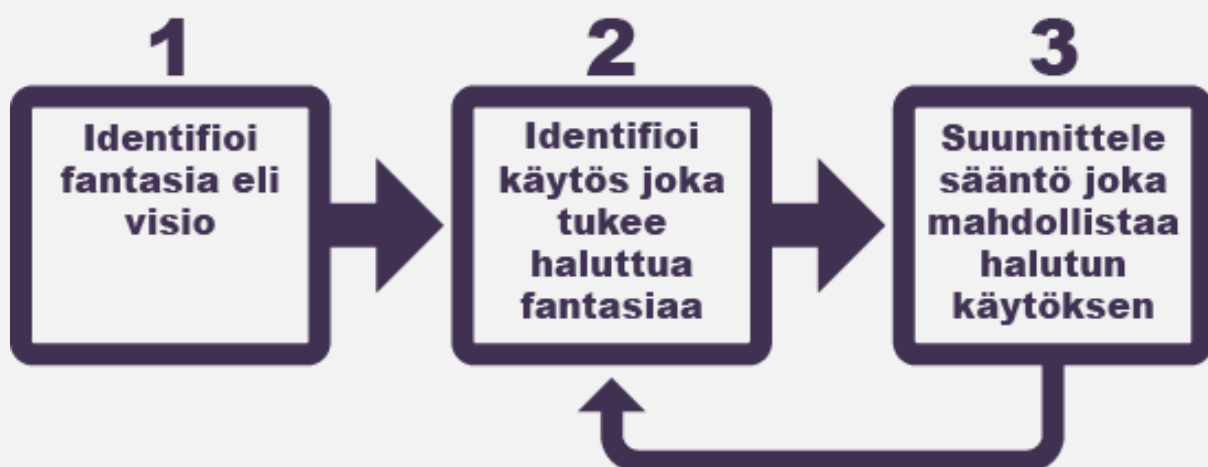 1
Identifioi
fantasia eli
visio
2
Identifioi
käytös joka
tukee
haluttua
fantasiaa
3
Suunnittele
sääntö joka
mahdollistaa
halutun
käytöksen